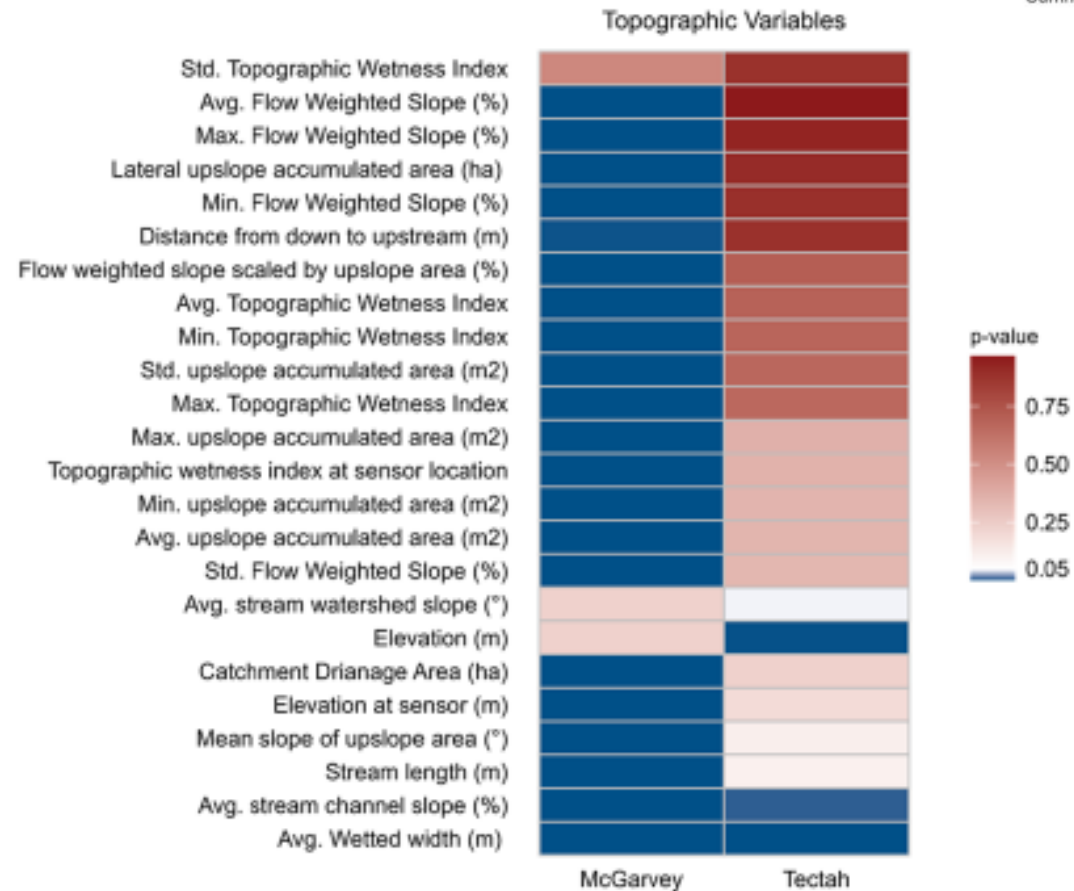 Topographic Variables
Std. Topographic Wetness Index
Avg. Flow Weighted Slope (%)
Max. Flow Weighted Slope (%)
Lateral upslope accumulated area (ha)
Min. Flow Weighted Slope (%)
Distance from down to upstream (m)
Flow weighted slope scaled by upslope area (%)
Avg. Topographic Wetness Index
Min. Topographic Wetness Index
Std. upslope accumulated area (m2)
Max. Topographic Wetness Index
Max. upslope accumulated area (m2)
Topographic wetness index at sensor location
Min. upslope accumulated area (m2)
Avg. upslope accumulated area (m2)
Std. Flow Weighted Slope (%)
Avg. stream watershed slope (°)
Elevation (m)
Catchment Drianage Area (ha)
Elevation at sensor (m)
Mean slope of upslope area (°)
Stream length (m)
Avg. stream channel slope (%)
Avg. Wetted width (m)
McGarvey Tectah
p-value
0.75
0.50
0.25
0.05